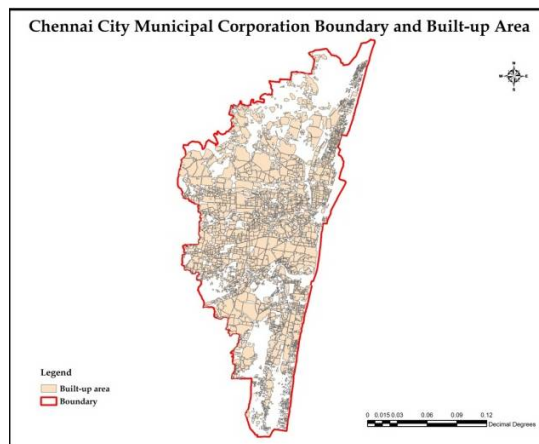 Chennai City Municipal Corporation Boundary and Built-up Area
N
W E
S
Legend
Built-up area
Boundary
0 0.015 0.03 0.06 0.09 0.12
Decimal Degrees